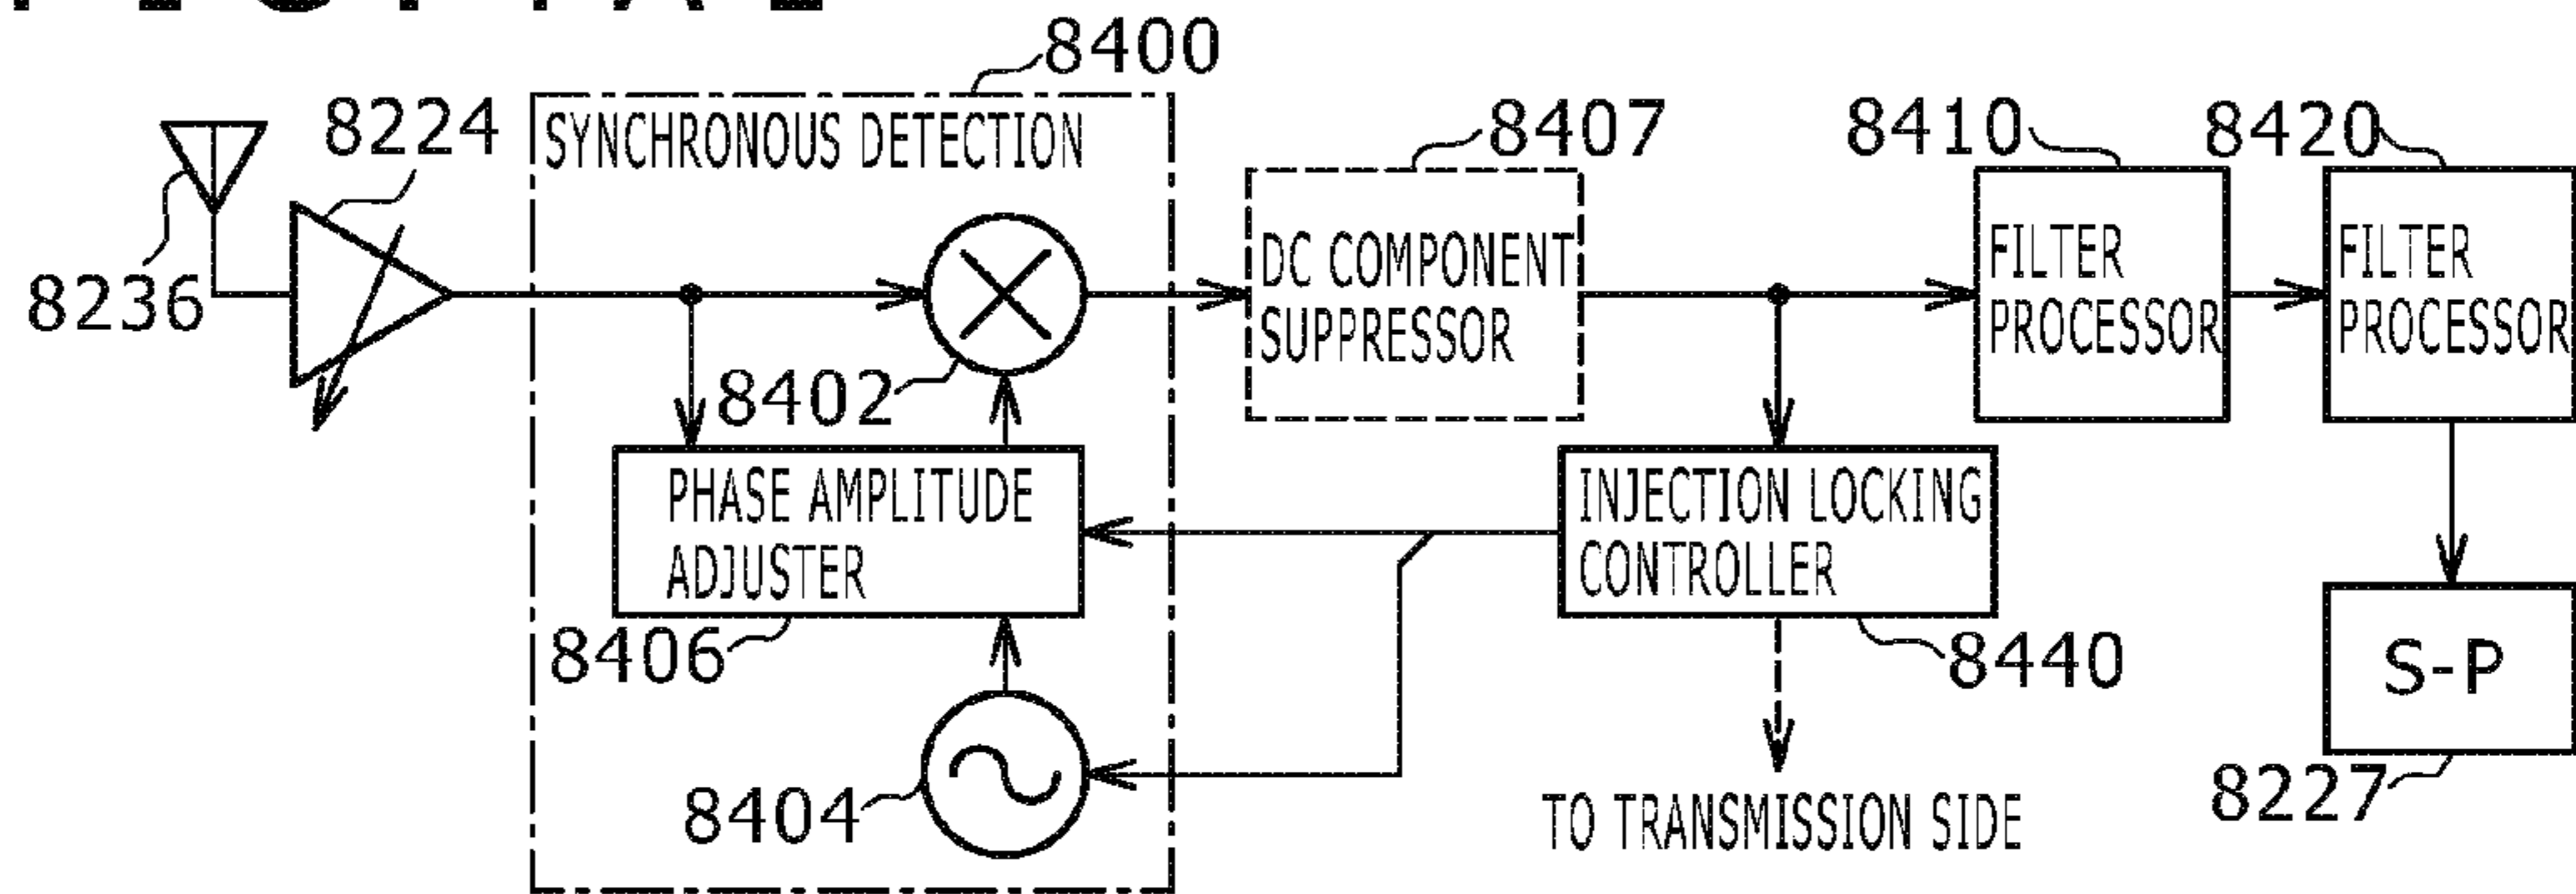 8400
8224
SYNCHRONOUS DETECTION
8407
8410
8420
8236
DC COMPONENT
SUPPRESSOR
FILTER
PROCESSOR
FILTER
PROCESSOR
8402
PHASE AMPLITUDE
ADJUSTER
INJECTION LOCKING
CONTROLLER
8406
8440
S-P
8404
8227
TO TRANSMISSION SIDE